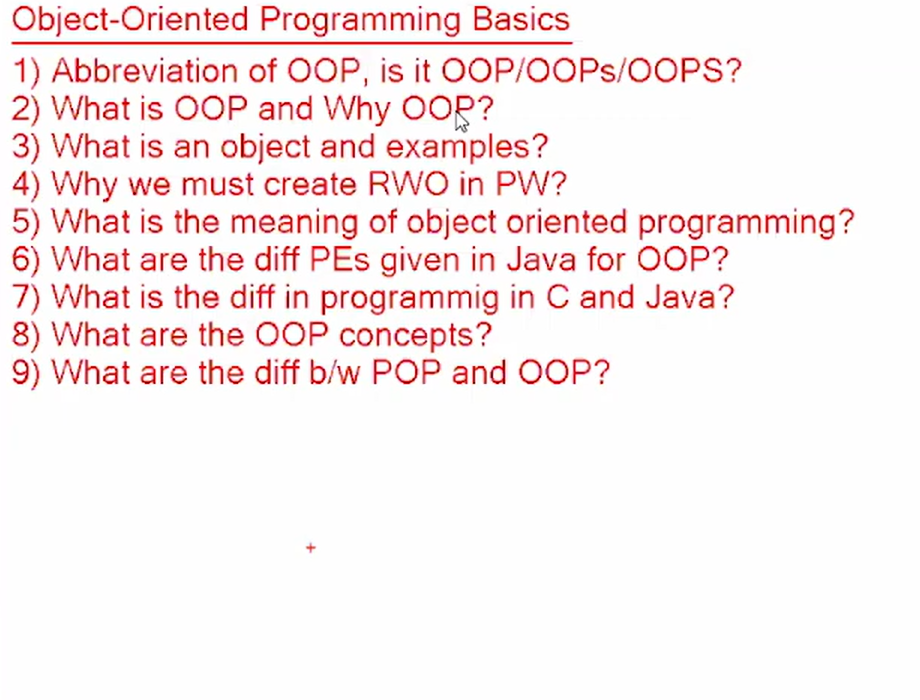 Object-Oriented Programming Basics
1) Abbreviation of OOP, is it OOP/OOPs/OOPS?
2) What is OOP and Why OOP?
3) What is an object and examples?
4) Why we must create RWO in PW?
5) What is the meaning of object oriented programming?
6) What are the diff PEs given in Java for OOP?
7) What is the diff in programmig in C and Java?
8) What are the OOP concepts?
9) What are the diff b/w POP and OOP?